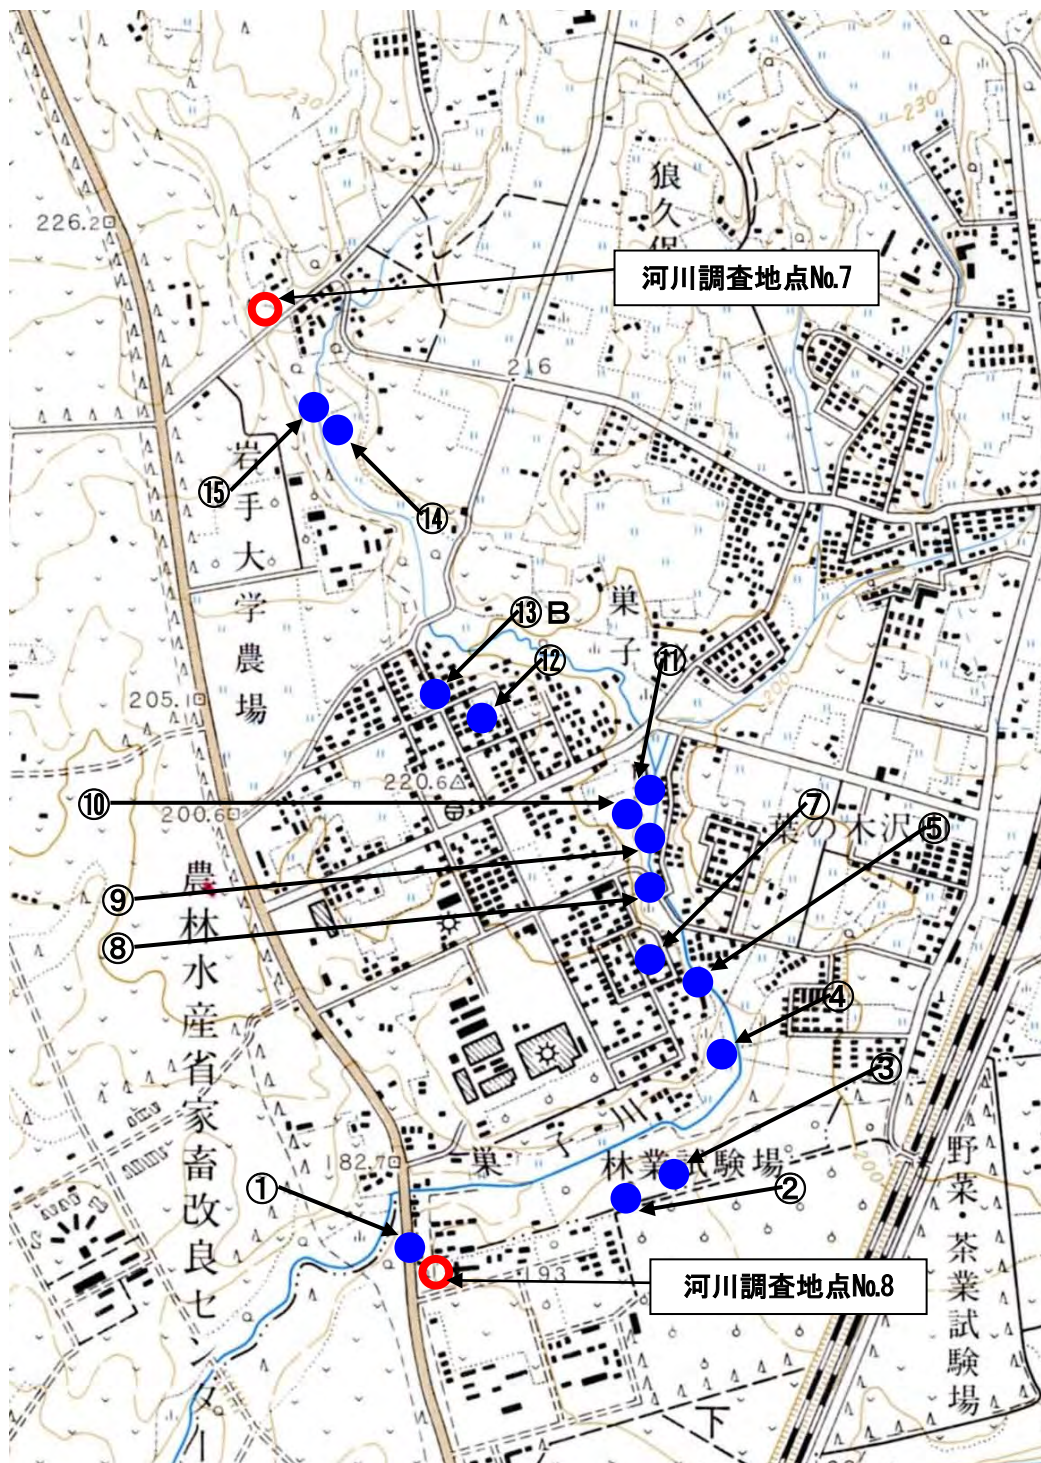 230
230
狼久保
226.2
河川調査地点No.7
216
岩手大学農場
⑮
⑭
⑬B
巣子
⑫
⑪
200
205.1
220.6
⑩
200.6
⑦
葉の木沢
⑤
農林水産省家畜改良センター
⑨
⑧
④
③
野菜・茶業試験場
182.7
巣子川
林業試験場
200
①
②
193
河川調査地点No.8
下